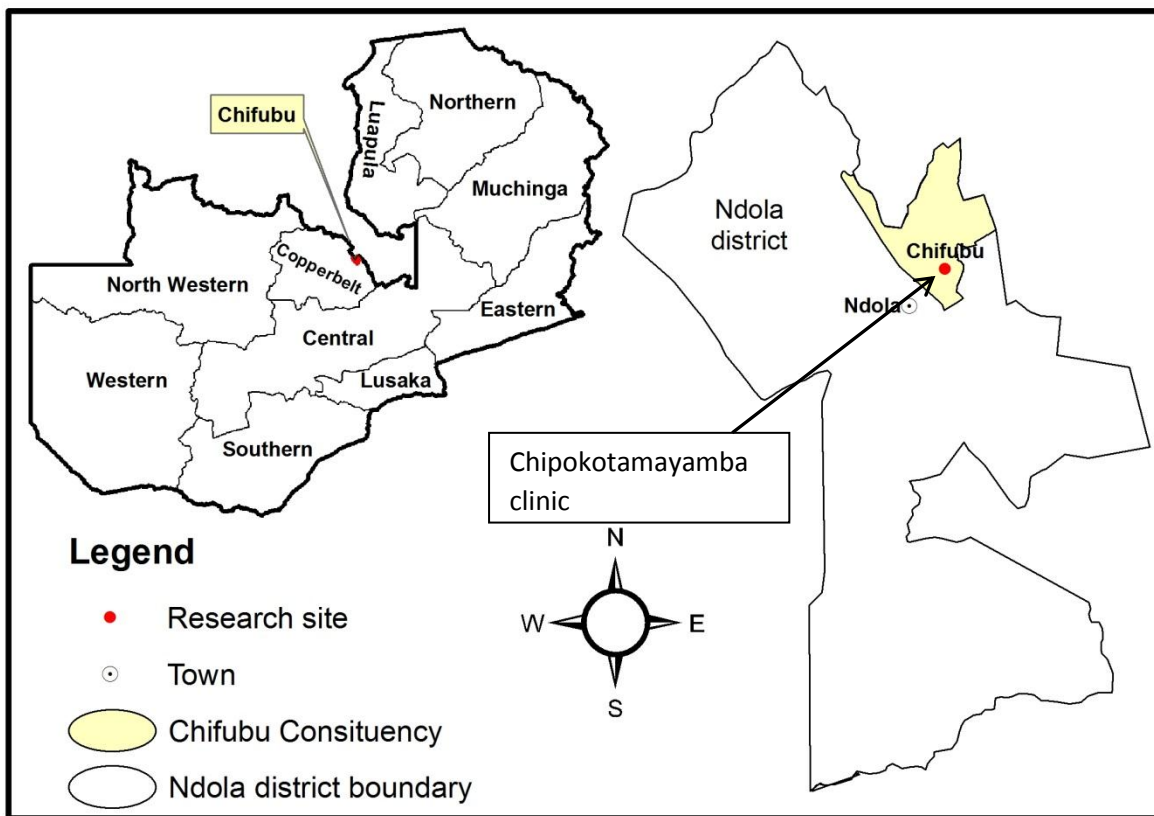 Chifubu
Northern
Luapula
Muchinga
Copperbelt
North Western
Eastern
Central
Western
Lusaka
Southern
Ndola
district
Chifubu
Ndola
Chipokotamayamba
clinic
Legend
Research site
Town
Chifubu Consituency
Ndola district boundary
N
W
E
S